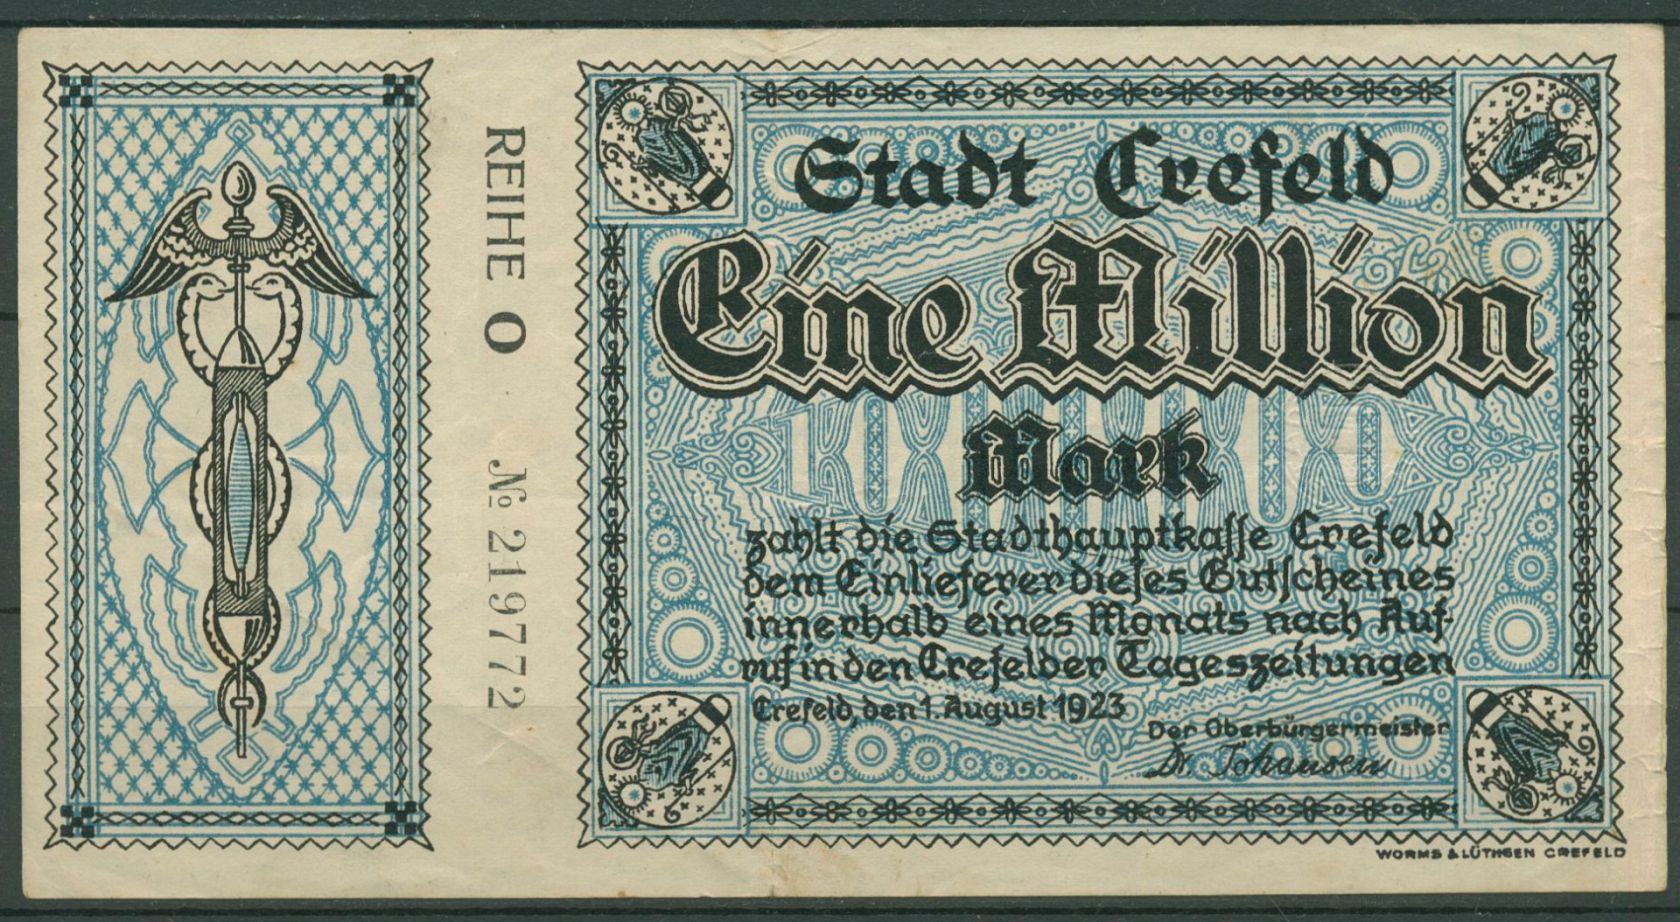 REIHE O
№ 219772
Stadt Crefeld
Eine Million
Mark
zahlt die Stadthauptkasse Crefeld
dem Einlieferer dieses Gutscheines
innerhalb eines Monats nach Auf-
ruf in den Crefelder Tageszeitungen
Crefeld, den 1. August 1923
Der Oberbürgermeister
Dr. Johansen
WORMS & LÜTHGEN CREFELD